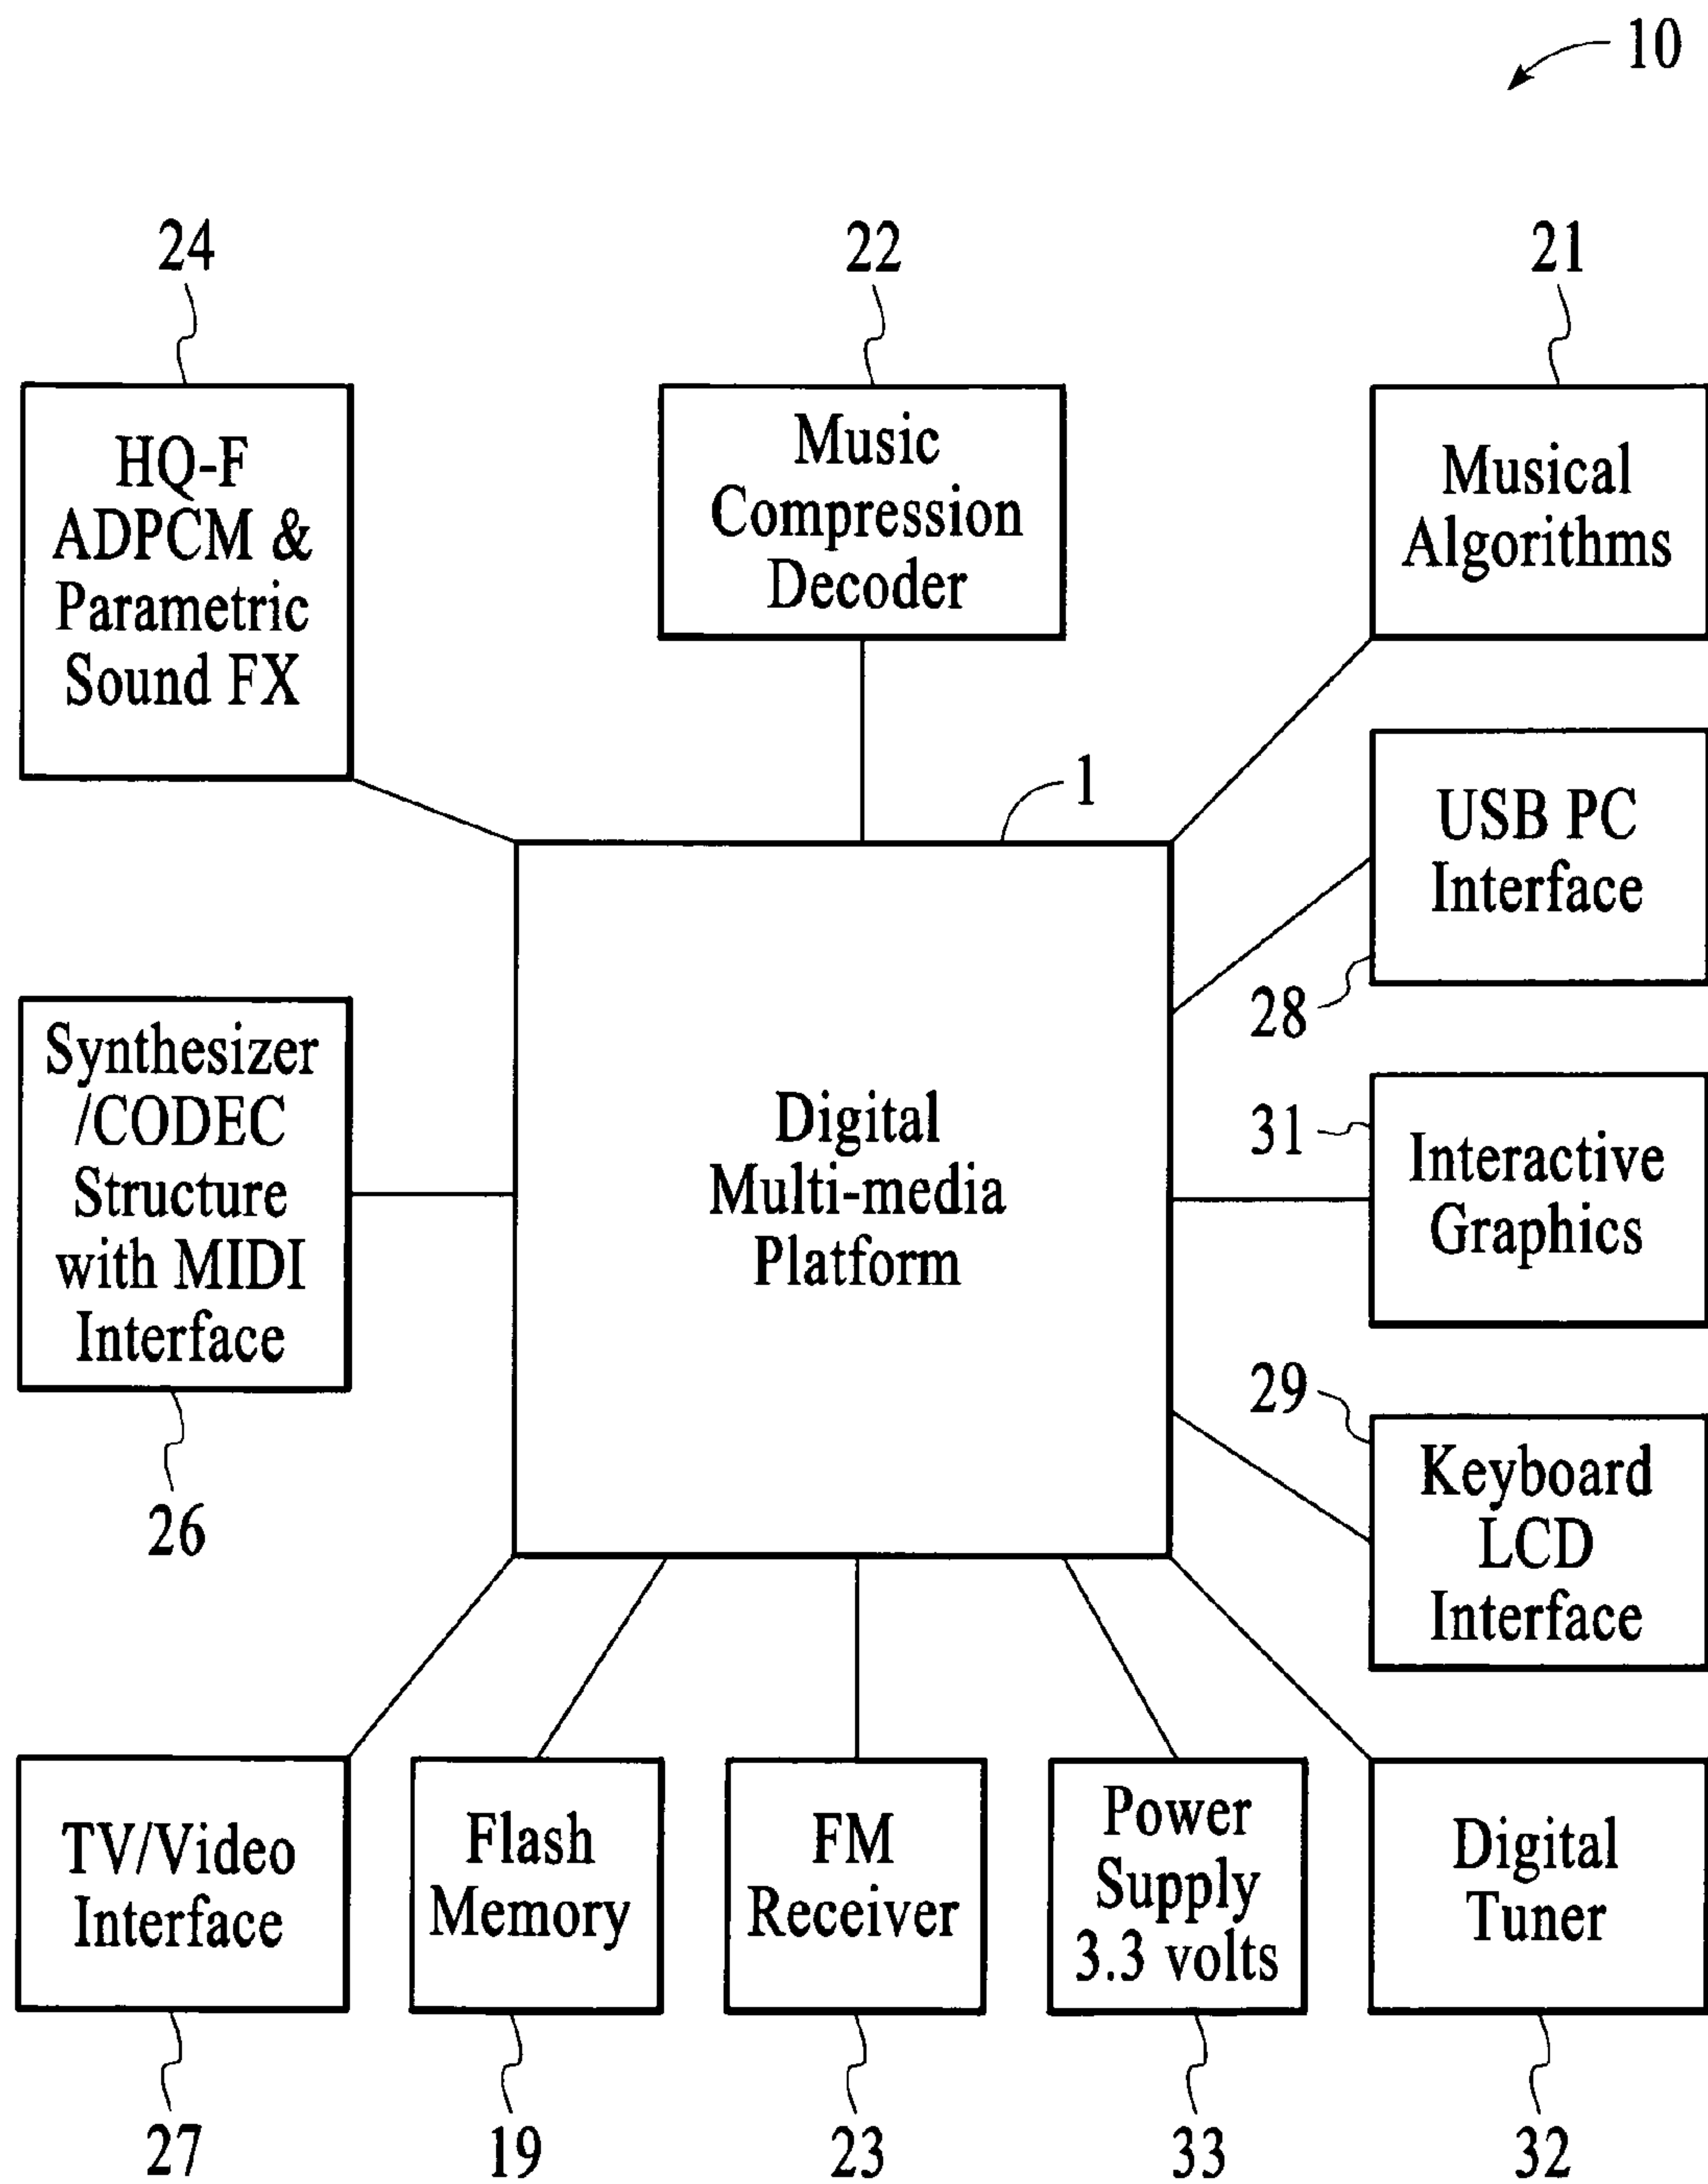 10
24
22
21
HQ-F
ADPCM &
Parametric
Sound FX
Music
Compression
Decoder
Musical
Algorithms
1
USB PC
Interface
28
Synthesizer
/CODEC
Structure
with MIDI
Interface
26
Digital
Multi-media
Platform
31
Interactive
Graphics
29
Keyboard
LCD
Interface
TV/Video
Interface
Flash
Memory
FM
Receiver
Power
Supply
3.3 volts
Digital
Tuner
27
19
23
33
32